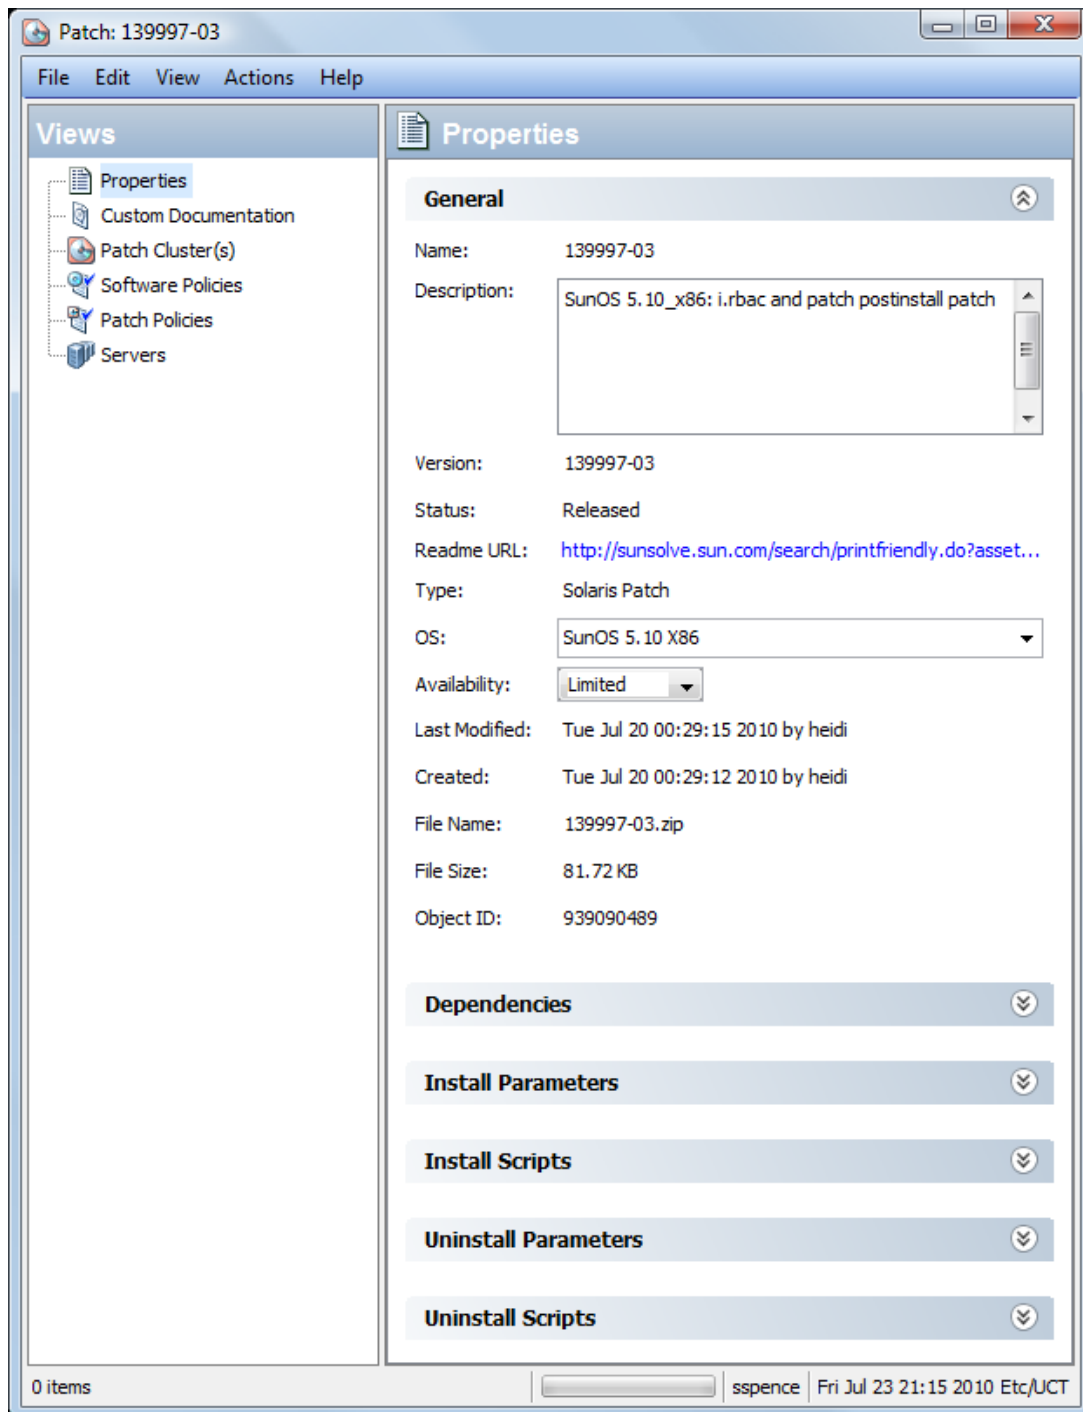 Patch: 139997-03
File Edit View Actions Help
Views
Properties
Custom Documentation
Patch Cluster(s)
Software Policies
Patch Policies
Servers
Properties
General
Name: 139997-03
Description: SunOS 5.10_x86: i.rbac and patch postinstall patch
Version: 139997-03
Status: Released
Readme URL: http://sunsolve.sun.com/search/printfriendly.do?asset...
Type: Solaris Patch
OS: SunOS 5.10 X86
Availability: Limited
Last Modified: Tue Jul 20 00:29:15 2010 by heidi
Created: Tue Jul 20 00:29:12 2010 by heidi
File Name: 139997-03.zip
File Size: 81.72 KB
Object ID: 939090489
Dependencies
Install Parameters
Install Scripts
Uninstall Parameters
Uninstall Scripts
0 items sspence Fri Jul 23 21:15 2010 Etc/UCT